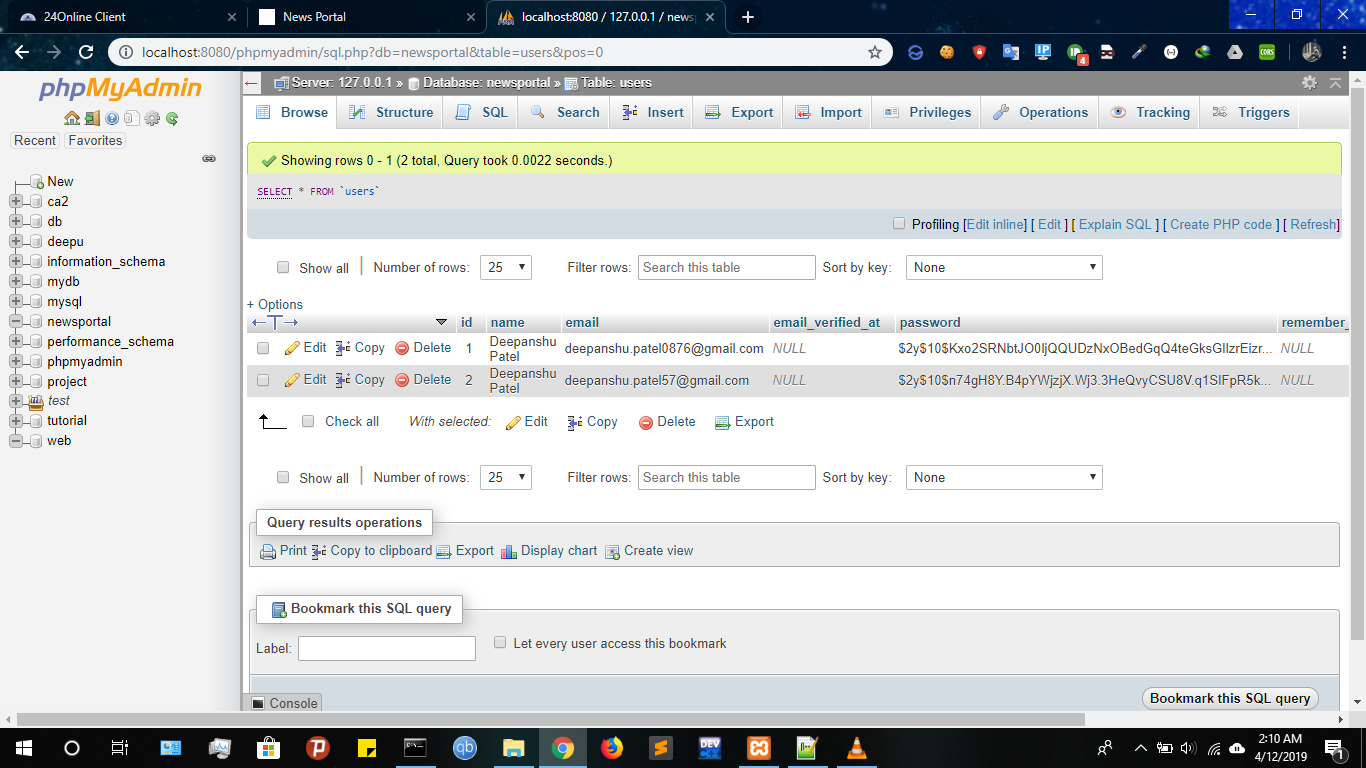 24Online Client
News Portal
localhost:8080 / 127.0.0.1 / news
localhost:8080/phpmyadmin/sql.php?db=newsportal&table=users&pos=0
phpMyAdmin
Recent Favorites
New
ca2
db
deepu
information_schema
mydb
mysql
newsportal
performance_schema
phpmyadmin
project
test
tutorial
web
Server: 127.0.0.1 » Database: newsportal » Table: users
Browse Structure SQL Search Insert Export Import Privileges Operations Tracking Triggers
Showing rows 0 - 1 (2 total, Query took 0.0022 seconds.)
SELECT * FROM `users`
Profiling [Edit inline] [ Edit ] [ Explain SQL ] [ Create PHP code ] [ Refresh]
Show all | Number of rows: 25 Filter rows: Search this table Sort by key: None
+ Options
←T→ id name email email_verified_at password remember_
Edit Copy Delete 1 Deepanshu Patel deepanshu.patel0876@gmail.com NULL $2y$10$Kxo2SRNbtJO0ljQQUDzNxOBedGqQ4teGksGllzrEizr... NULL
Edit Copy Delete 2 Deepanshu Patel deepanshu.patel57@gmail.com NULL $2y$10$n74gH8Y.B4pYWjzjX.Wj3.3HeQvyCSU8V.q1SIFpR5k... NULL
Check all With selected: Edit Copy Delete Export
Show all | Number of rows: 25 Filter rows: Search this table Sort by key: None
Query results operations
Print Copy to clipboard Export Display chart Create view
Bookmark this SQL query
Label: Let every user access this bookmark
Console
Bookmark this SQL query
2:10 AM
4/12/2019